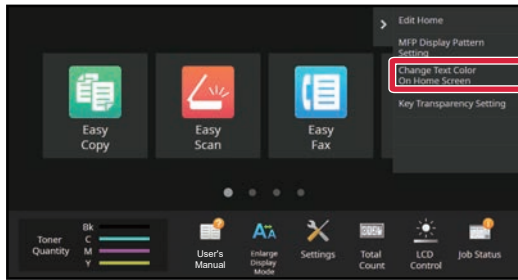 Edit Home
MFP Display Pattern
Setting
Change Text Color
On Home Screen
Key Transparency Setting
Easy
Copy
Easy
Scan
Easy
Fax
Toner
Quantity
Bk
C
M
Y
User's
Manual
Enlarge
Display
Mode
Settings
Total
Count
LCD
Control
Job Status